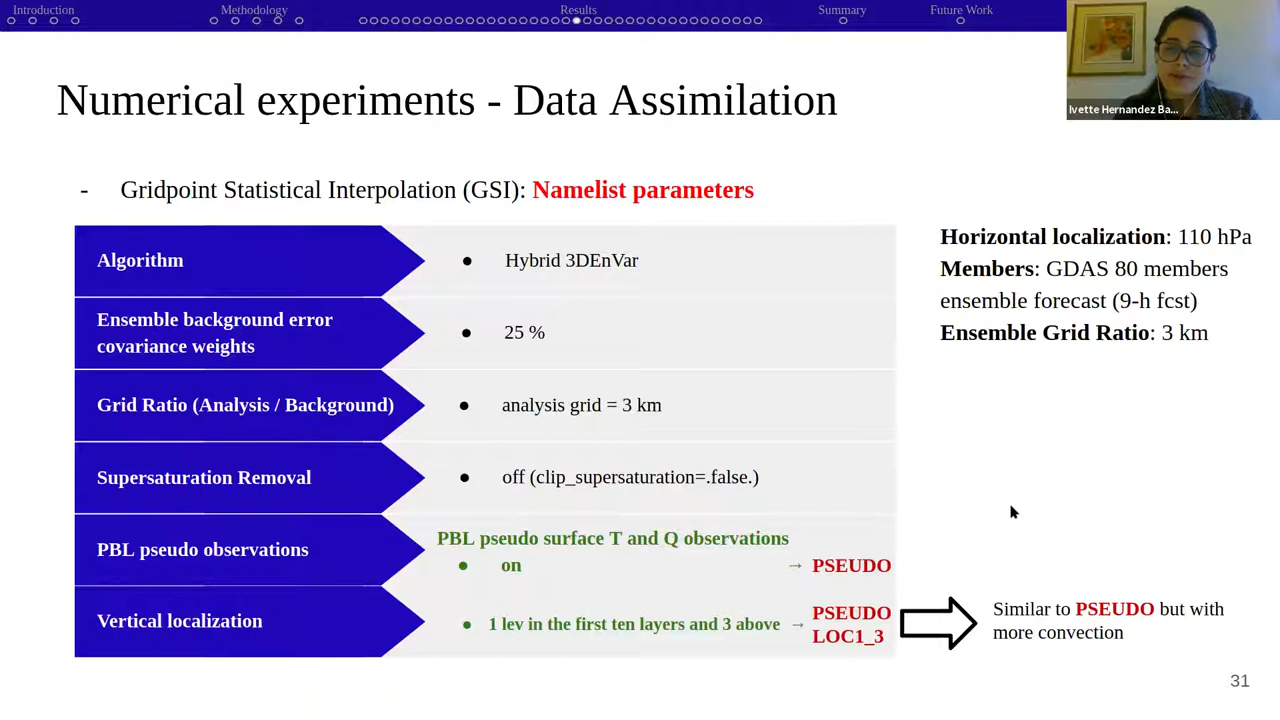 Introduction Methodology Results Summary Future Work
Ivette Hernandez Ba...
Numerical experiments - Data Assimilation
- Gridpoint Statistical Interpolation (GSI): Namelist parameters
Algorithm
● Hybrid 3DEnVar
Ensemble background error
covariance weights
● 25 %
Grid Ratio (Analysis / Background)
● analysis grid = 3 km
Supersaturation Removal
● off (clip_supersaturation=.false.)
PBL pseudo observations
PBL pseudo surface T and Q observations
● on → PSEUDO
Vertical localization
● 1 lev in the first ten layers and 3 above → PSEUDO
LOC1_3
Horizontal localization: 110 hPa
Members: GDAS 80 members
ensemble forecast (9-h fcst)
Ensemble Grid Ratio: 3 km
Similar to PSEUDO but with
more convection
31